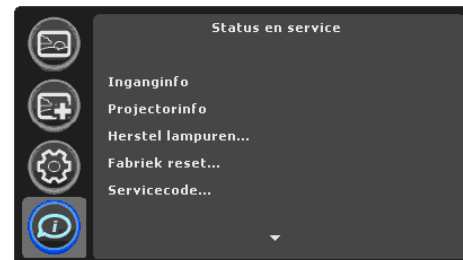 Status en service
Inganginfo
Projectorinfo
Herstel lampuren...
Fabriek reset...
Servicecode...